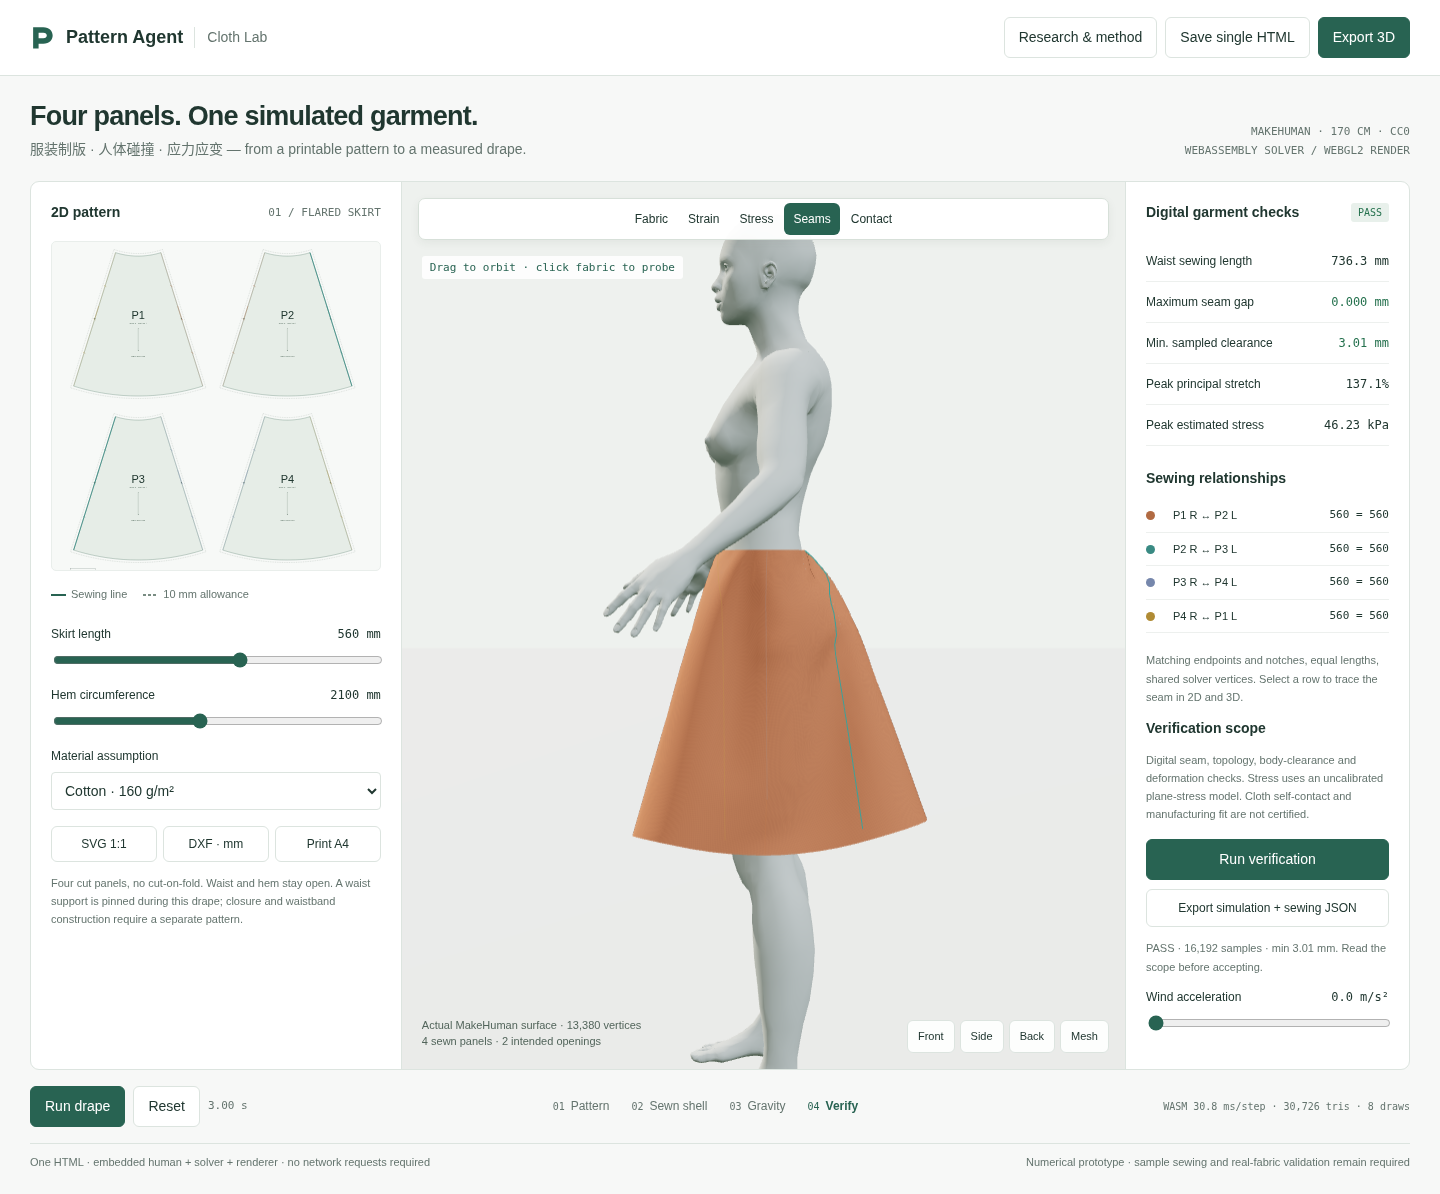 Pattern Agent
Cloth Lab
Research & method
Save single HTML
Export 3D
Four panels. One simulated garment.
服装制版 · 人体碰撞 · 应力应变 — from a printable pattern to a measured drape.
MAKEHUMAN · 170 CM · CC0
WEBASSEMBLY SOLVER / WEBGL2 RENDER
2D pattern
01 / FLARED SKIRT
P1
P2
P3
P4
Sewing line
10 mm allowance
Skirt length
560 mm
Hem circumference
2100 mm
Material assumption
Cotton · 160 g/m²
SVG 1:1
DXF · mm
Print A4
Four cut panels, no cut-on-fold. Waist and hem stay open. A waist
support is pinned during this drape; closure and waistband
construction require a separate pattern.
Fabric
Strain
Stress
Seams
Contact
Drag to orbit · click fabric to probe
Actual MakeHuman surface · 13,380 vertices
4 sewn panels · 2 intended openings
Front
Side
Back
Mesh
Digital garment checks
PASS
Waist sewing length
736.3 mm
Maximum seam gap
0.000 mm
Min. sampled clearance
3.01 mm
Peak principal stretch
137.1%
Peak estimated stress
46.23 kPa
Sewing relationships
P1 R ↔ P2 L
560 = 560
P2 R ↔ P3 L
560 = 560
P3 R ↔ P4 L
560 = 560
P4 R ↔ P1 L
560 = 560
Matching endpoints and notches, equal lengths,
shared solver vertices. Select a row to trace the
seam in 2D and 3D.
Verification scope
Digital seam, topology, body-clearance and
deformation checks. Stress uses an uncalibrated
plane-stress model. Cloth self-contact and
manufacturing fit are not certified.
Run verification
Export simulation + sewing JSON
PASS · 16,192 samples · min 3.01 mm. Read the
scope before accepting.
Wind acceleration
0.0 m/s²
Run drape
Reset
3.00 s
01 Pattern
02 Sewn shell
03 Gravity
04 Verify
WASM 30.8 ms/step · 30,726 tris · 8 draws
One HTML · embedded human + solver + renderer · no network requests required
Numerical prototype · sample sewing and real-fabric validation remain required